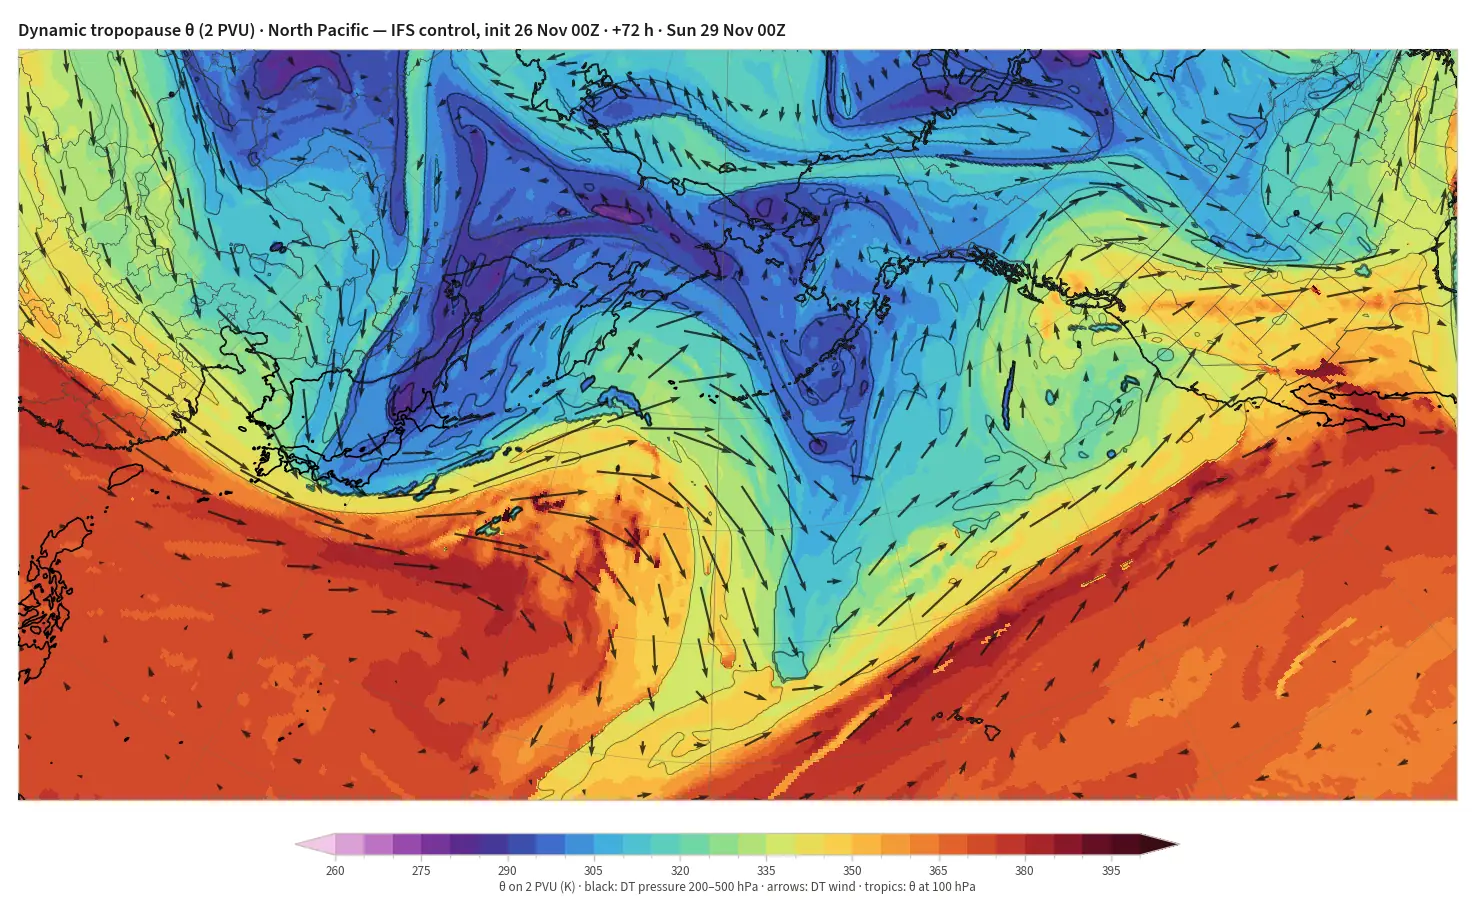 Dynamic tropopause θ (2 PVU) · North Pacific — IFS control, init 26 Nov 00Z · +72 h · Sun 29 Nov 00Z
260 275 290 305 320 335 350 365 380 395
θ on 2 PVU (K) · black: DT pressure 200–500 hPa · arrows: DT wind · tropics: θ at 100 hPa